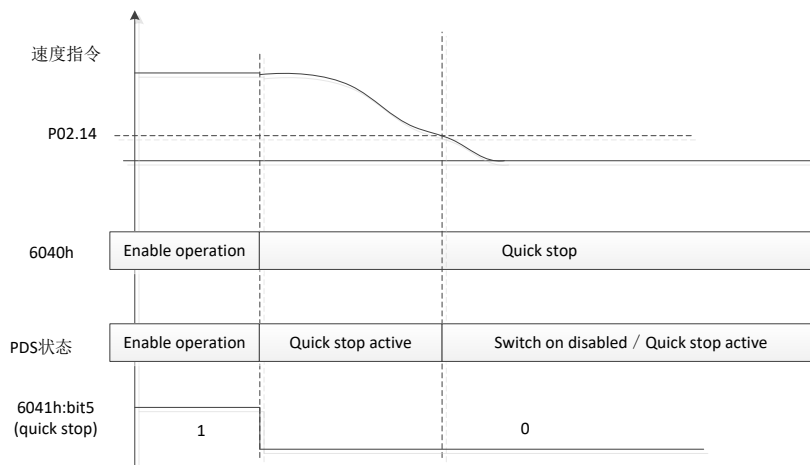 速度指令
P02.14
6040h
Enable operation
Quick stop
PDS状态
Enable operation
Quick stop active
Switch on disabled / Quick stop active
6041h:bit5
(quick stop)
1
0